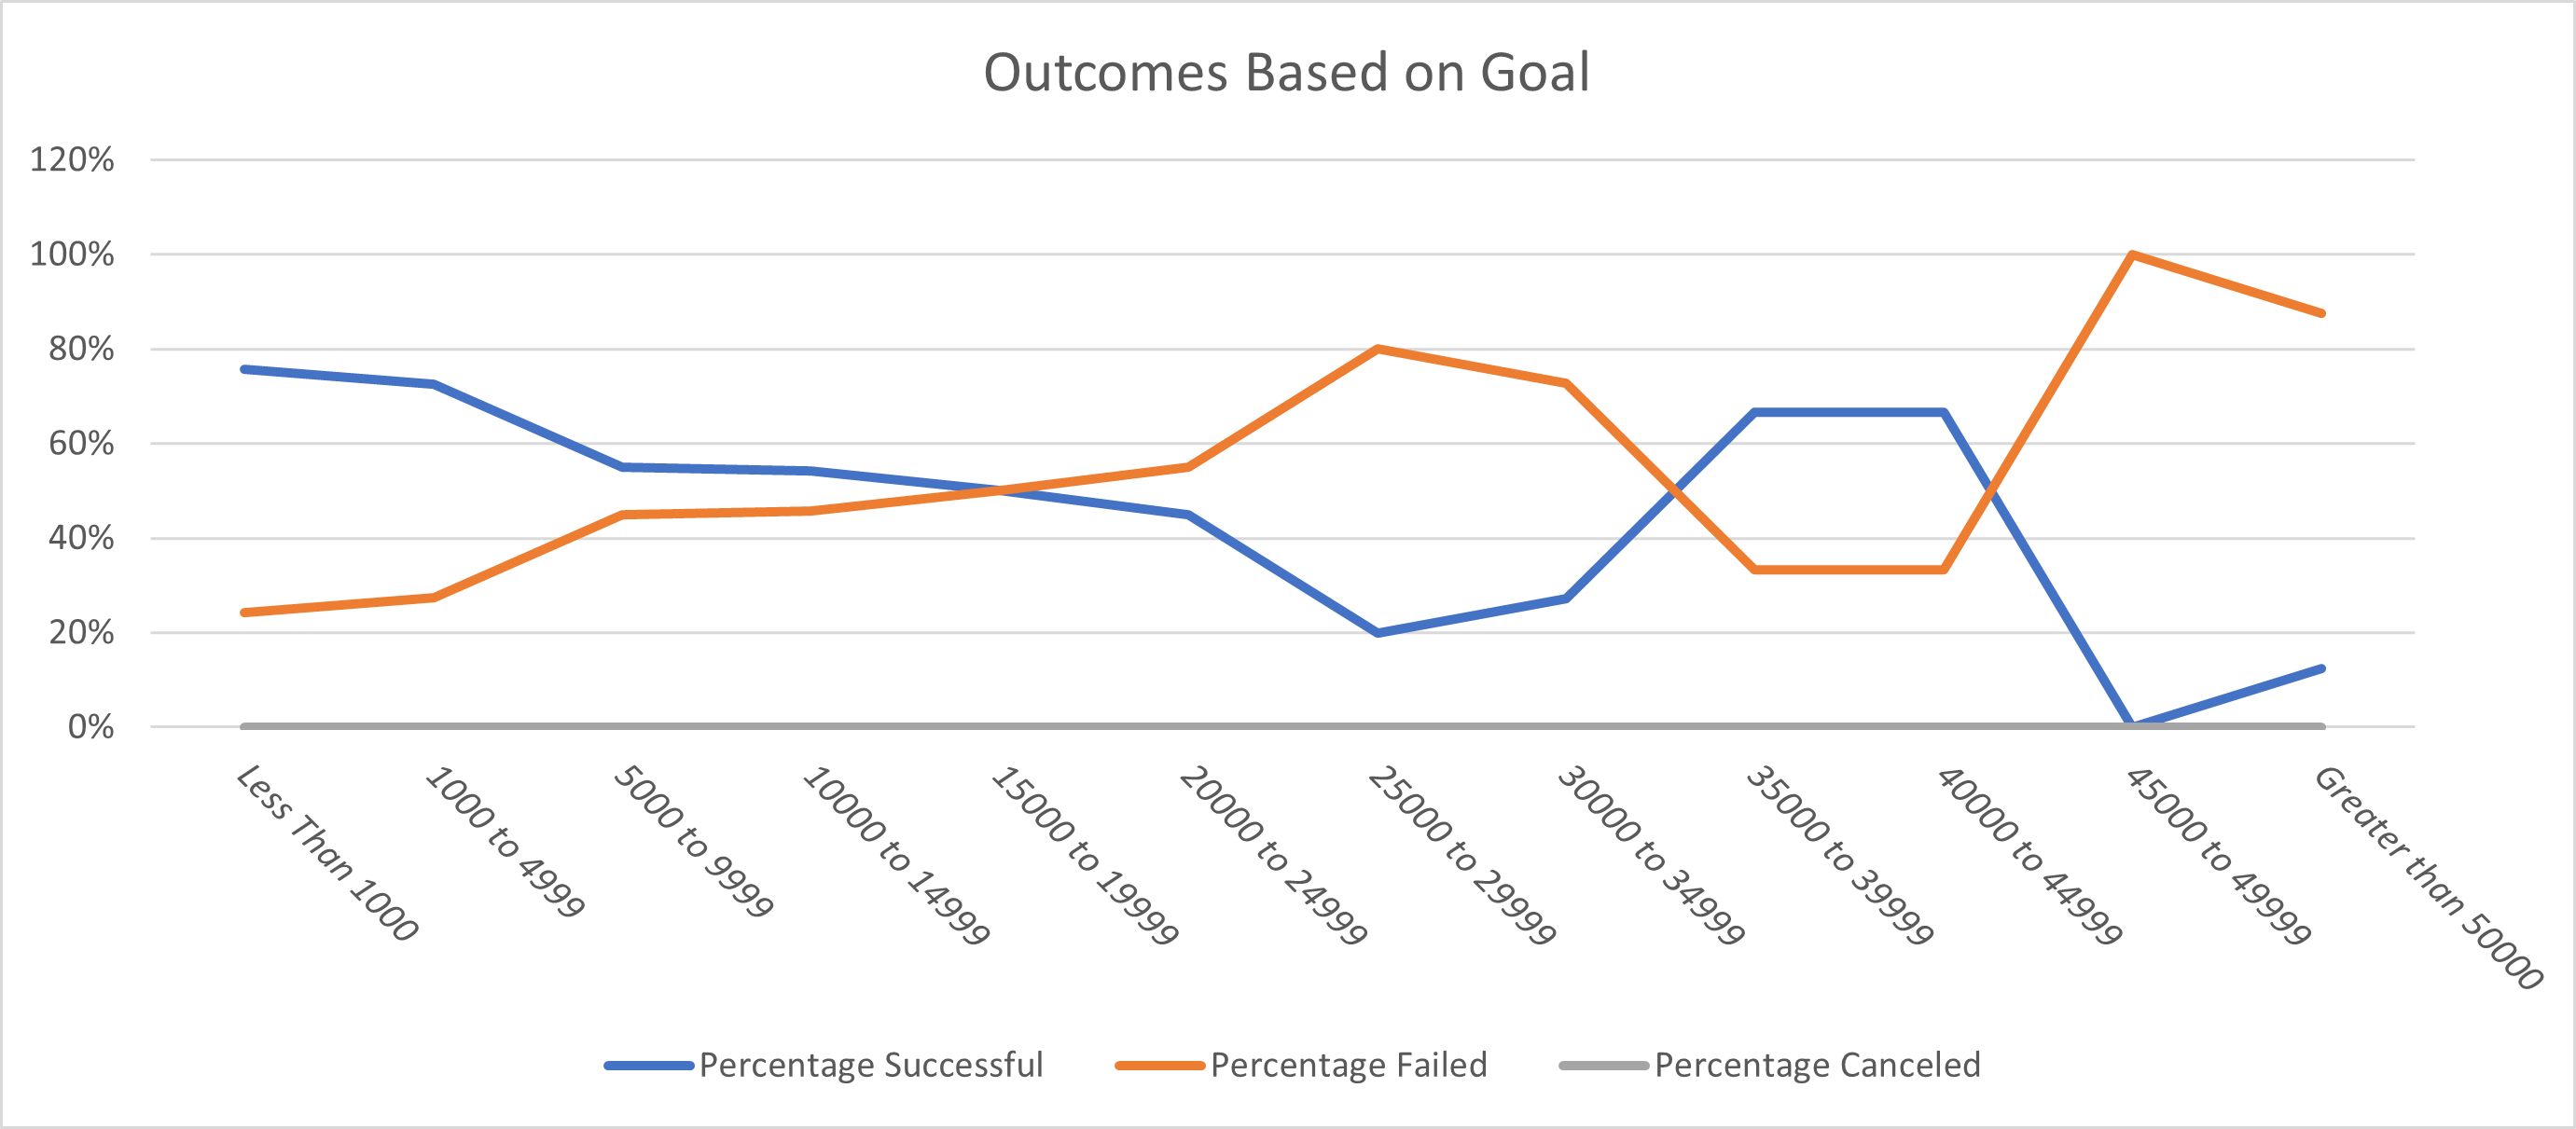 Outcomes Based on Goal
120%
100%
80%
60%
40%
20%
0%
Less Than 1000
1000 to 4999
5000 to 9999
10000 to 14999
15000 to 19999
20000 to 24999
25000 to 29999
30000 to 34999
35000 to 39999
40000 to 44999
45000 to 49999
Greater than 50000
Percentage Successful
Percentage Failed
Percentage Canceled